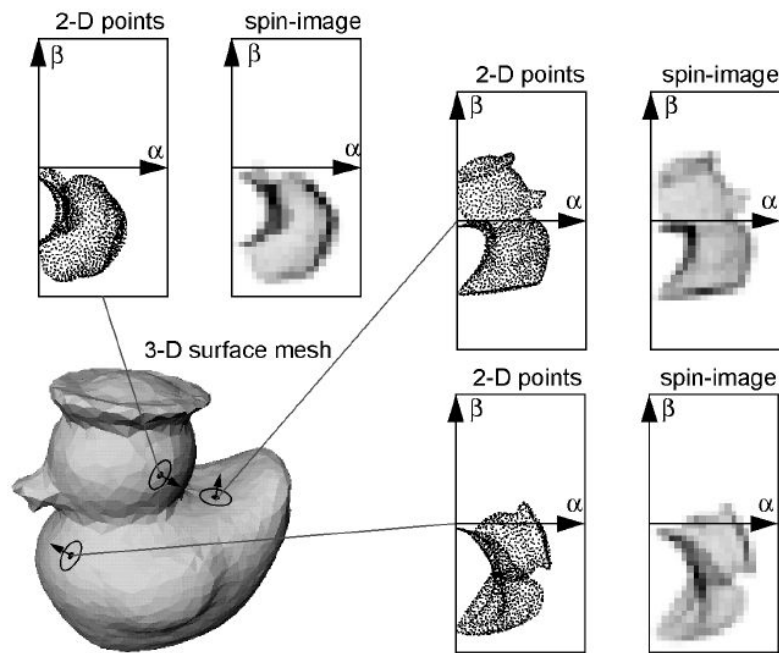 2-D points spin-image
β β
α α
2-D points spin-image
β β
α α
3-D surface mesh
2-D points spin-image
β β
α α